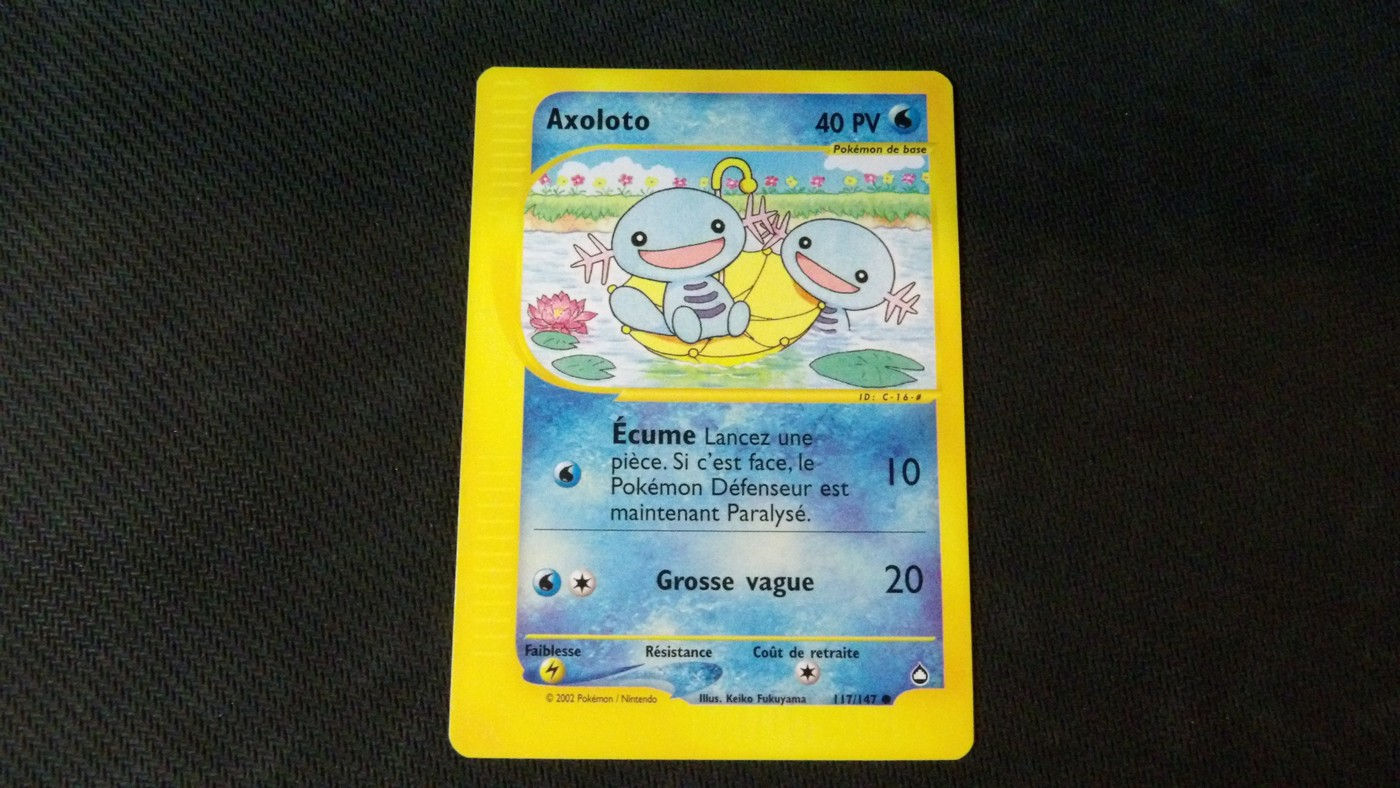 Axoloto 40 PV
Pokémon de base
ID: C-16-#
Écume Lancez une
pièce. Si c'est face, le
Pokémon Défenseur est
maintenant Paralysé.
10
Grosse vague 20
Faiblesse Résistance Coût de retraite
© 2002 Pokémon / Nintendo Illus. Keiko Fukuyama 117/147